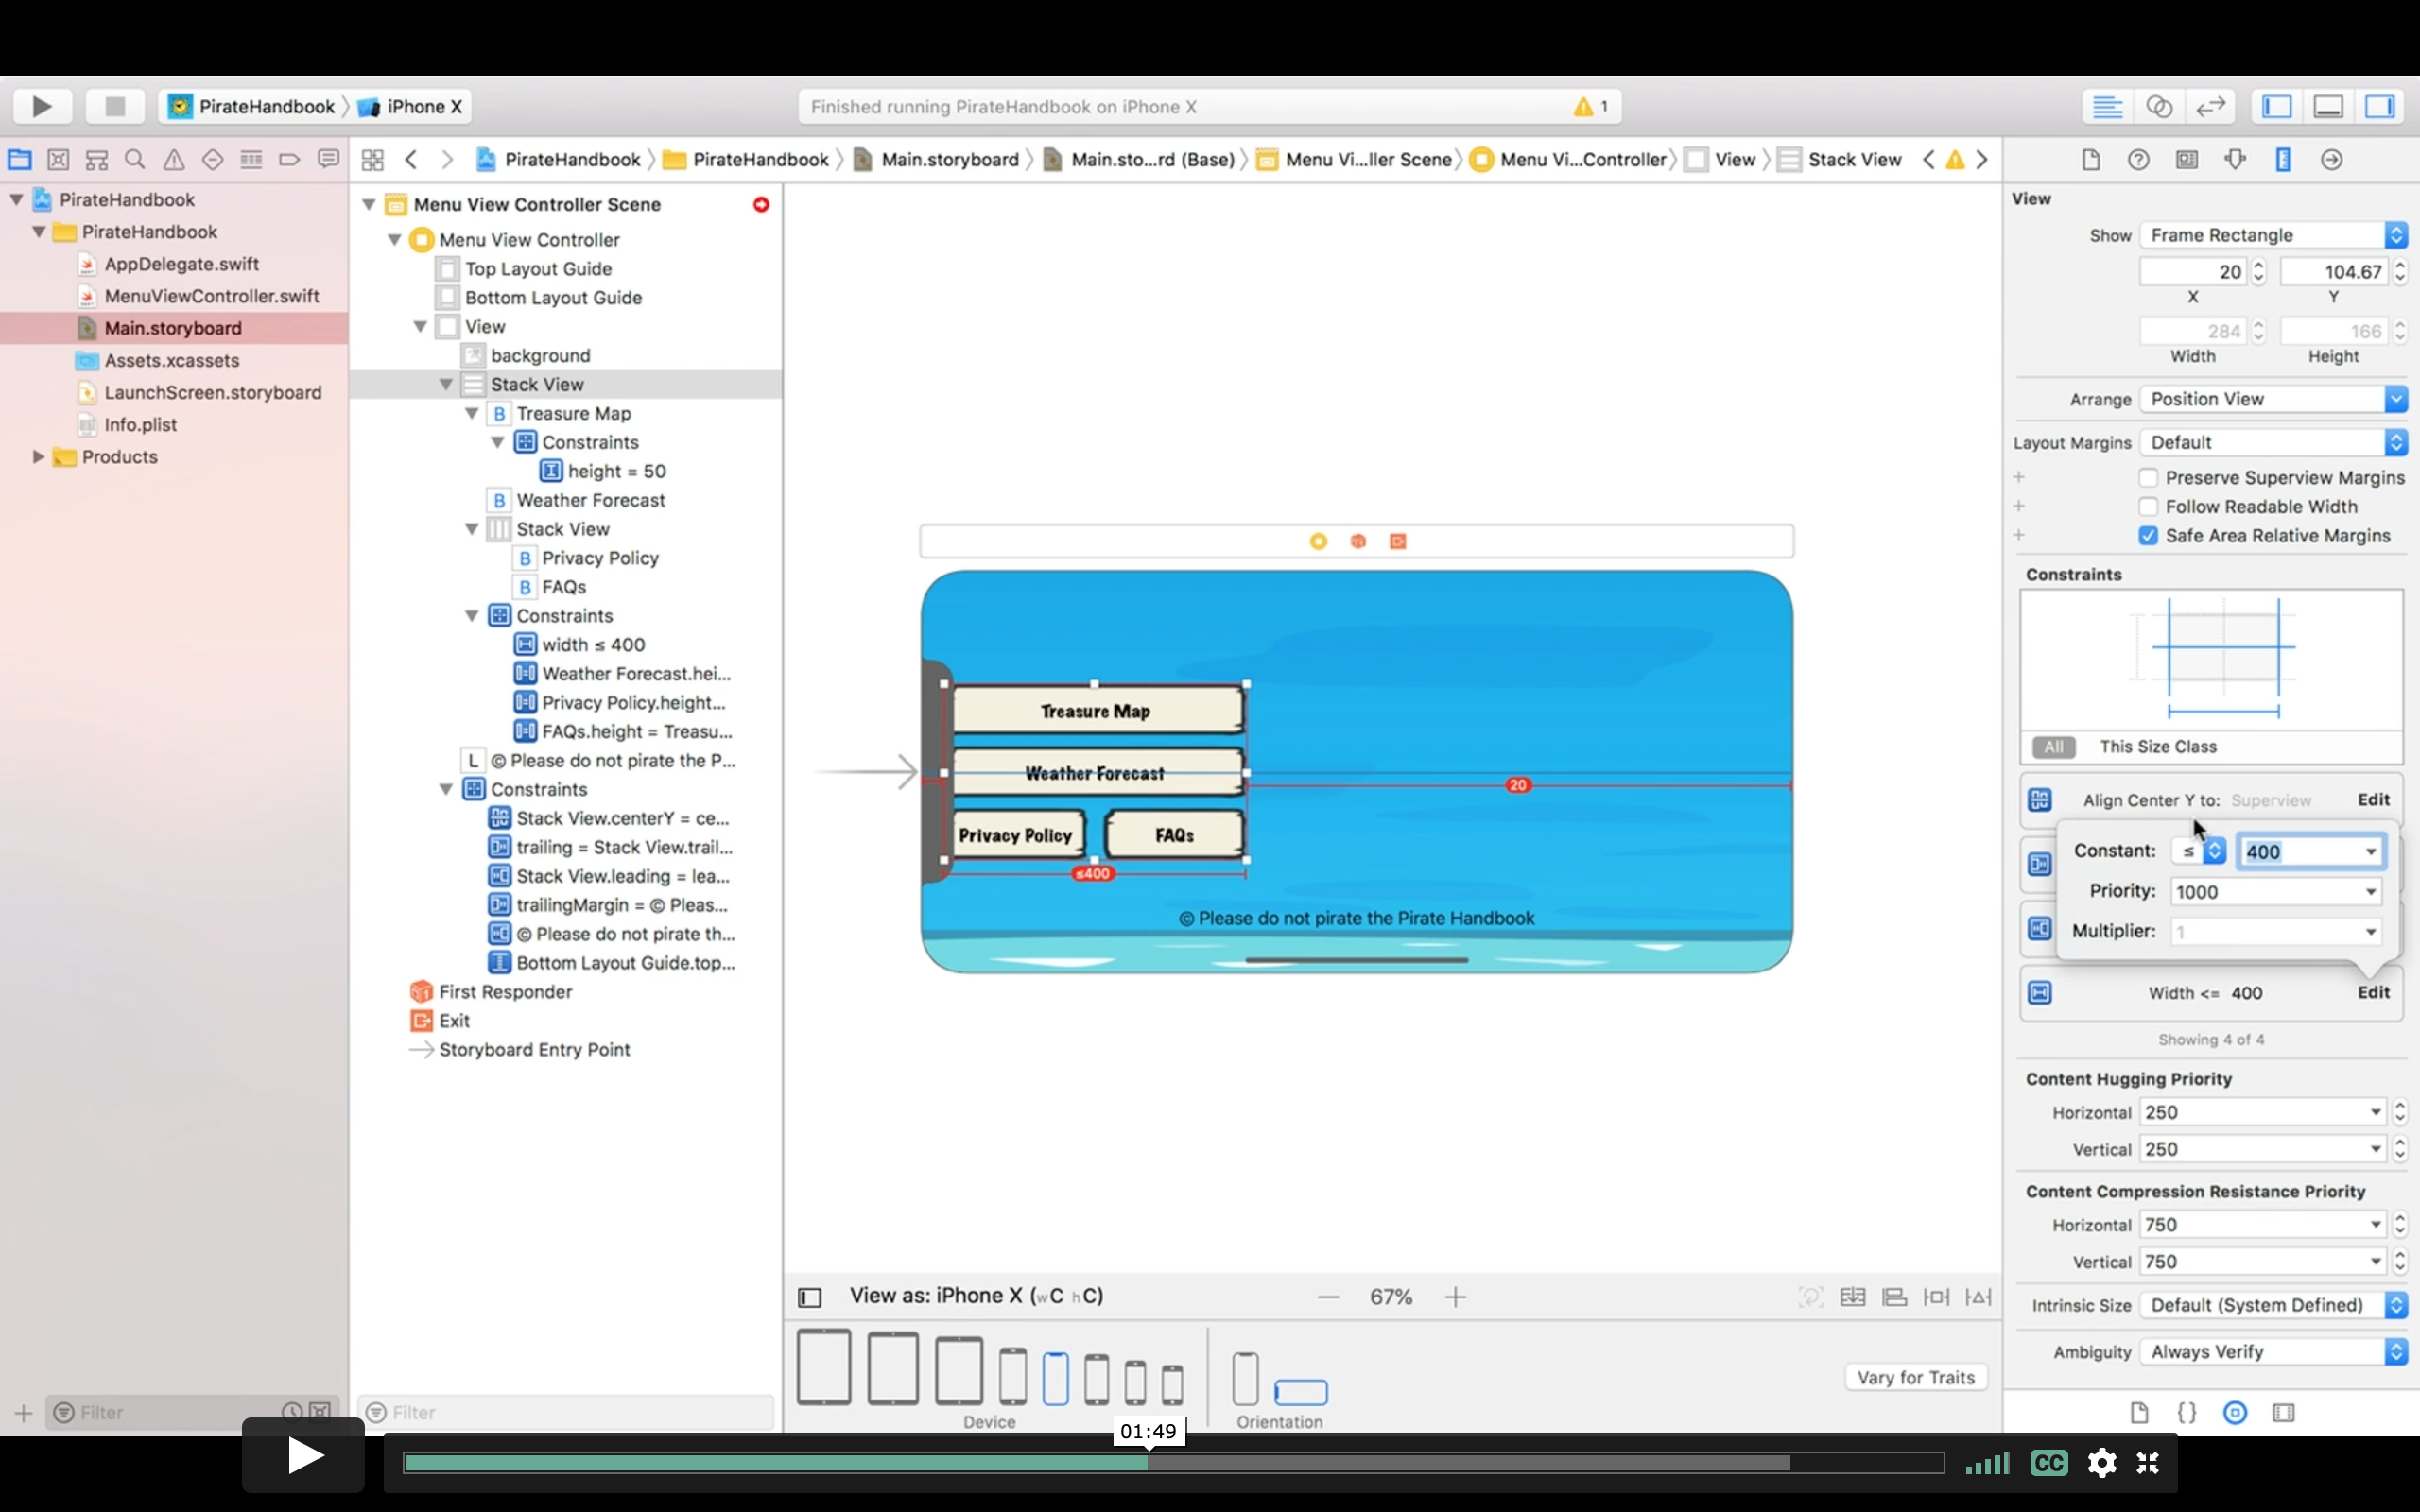 PirateHandbook 〉 iPhone X
Finished running PirateHandbook on iPhone X
1
PirateHandbook 〉 PirateHandbook 〉 Main.storyboard 〉 Main.sto...rd (Base) 〉 Menu Vi...ller Scene 〉 Menu Vi...Controller 〉 View 〉 Stack View
PirateHandbook
PirateHandbook
AppDelegate.swift
MenuViewController.swift
Main.storyboard
Assets.xcassets
LaunchScreen.storyboard
Info.plist
Products
Filter
Menu View Controller Scene
Menu View Controller
Top Layout Guide
Bottom Layout Guide
View
background
Stack View
B Treasure Map
Constraints
height = 50
B Weather Forecast
Stack View
B Privacy Policy
B FAQs
Constraints
width ≤ 400
Weather Forecast.hei...
Privacy Policy.height...
FAQs.height = Treasu...
L © Please do not pirate the P...
Constraints
Stack View.centerY = ce...
trailing = Stack View.trail...
Stack View.leading = lea...
trailingMargin = © Pleas...
© Please do not pirate th...
Bottom Layout Guide.top...
First Responder
Exit
Storyboard Entry Point
Filter
Treasure Map
Weather Forecast
20
Privacy Policy
FAQs
≤400
© Please do not pirate the Pirate Handbook
View as: iPhone X (wC hC)
67%
Device
Orientation
Vary for Traits
View
Show Frame Rectangle
20 104.67
X Y
284 166
Width Height
Arrange Position View
Layout Margins Default
Preserve Superview Margins
Follow Readable Width
Safe Area Relative Margins
Constraints
All This Size Class
Align Center Y to: Superview Edit
Constant: ≤ 400
Priority: 1000
Multiplier: 1
Width <= 400 Edit
Showing 4 of 4
Content Hugging Priority
Horizontal 250
Vertical 250
Content Compression Resistance Priority
Horizontal 750
Vertical 750
Intrinsic Size Default (System Defined)
Ambiguity Always Verify
{}
01:49
CC